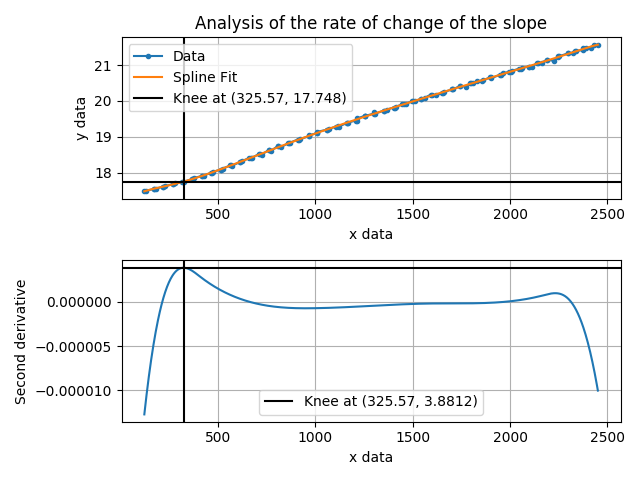 Analysis of the rate of change of the slope
Data
Spline Fit
Knee at (325.57, 17.748)
21
20
19
18
y data
500
1000
1500
2000
2500
x data
0.000000
−0.000005
−0.000010
Second derivative
Knee at (325.57, 3.8812)
500
1000
1500
2000
2500
x data